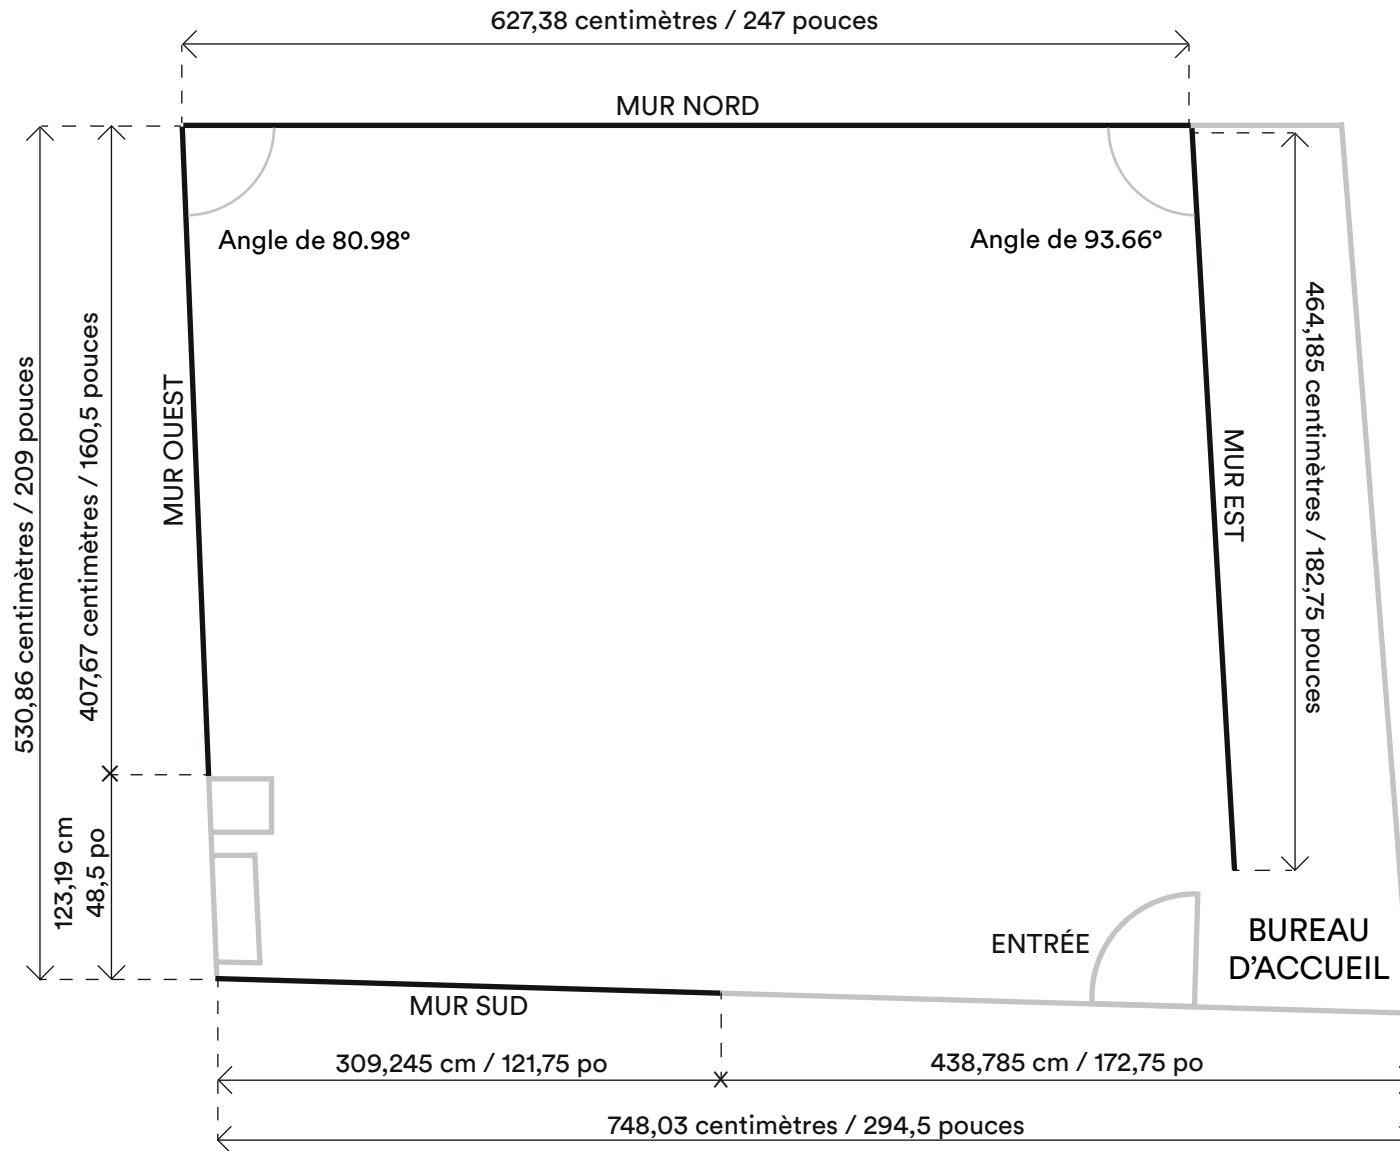 627,38 centimètres / 247 pouces
MUR NORD
Angle de 80.98°
Angle de 93.66°
530,86 centimètres / 209 pouces
407,67 centimètres / 160,5 pouces
MUR OUEST
464,185 centimètres / 182,75 pouces
MUR EST
123,19 cm
48,5 po
ENTRÉE
BUREAU
D’ACCUEIL
MUR SUD
309,245 cm / 121,75 po
438,785 cm / 172,75 po
748,03 centimètres / 294,5 pouces